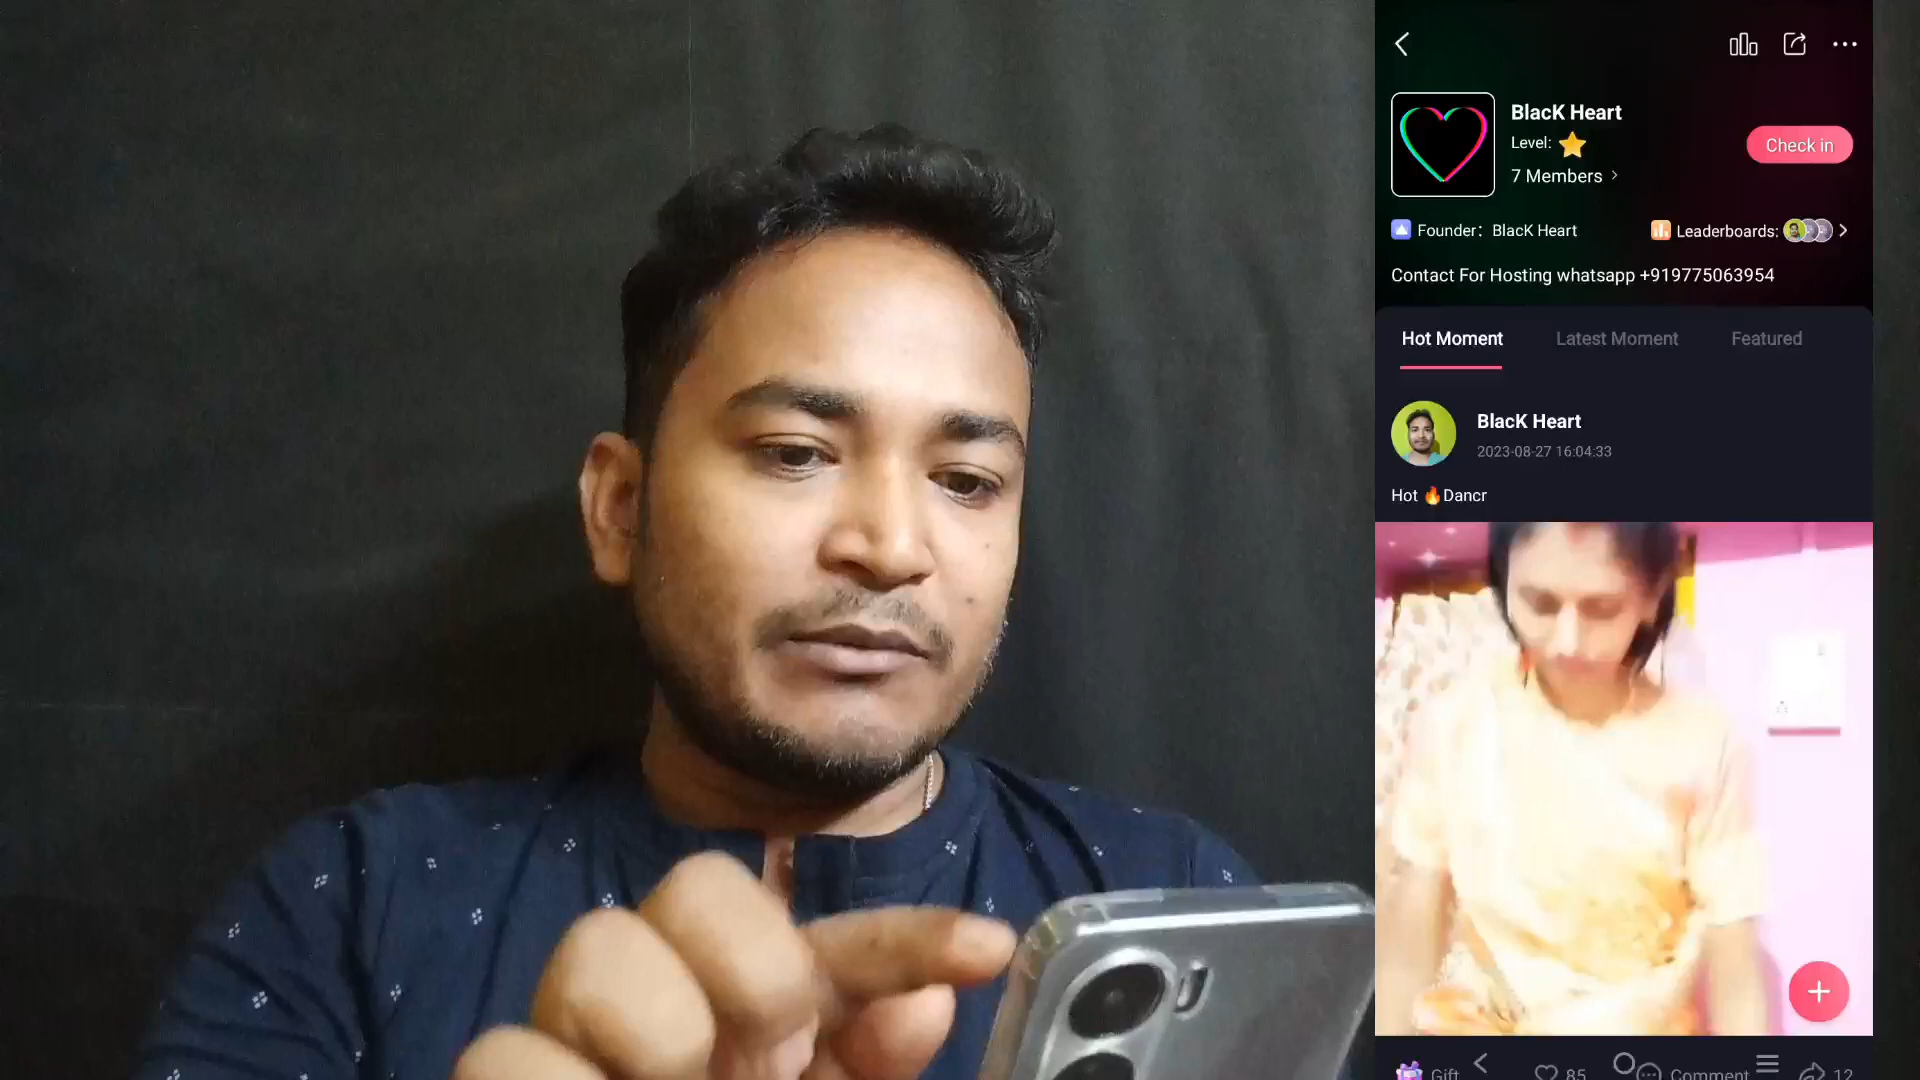 BlacK Heart
Level:
Check in
7 Members
Founder: BlacK Heart
Leaderboards:
Contact For Hosting whatsapp +919775063954
Hot Moment
Latest Moment
Featured
BlacK Heart
2023-08-27 16:04:33
Hot 🔥Dancr
Gift
85
Comment
12